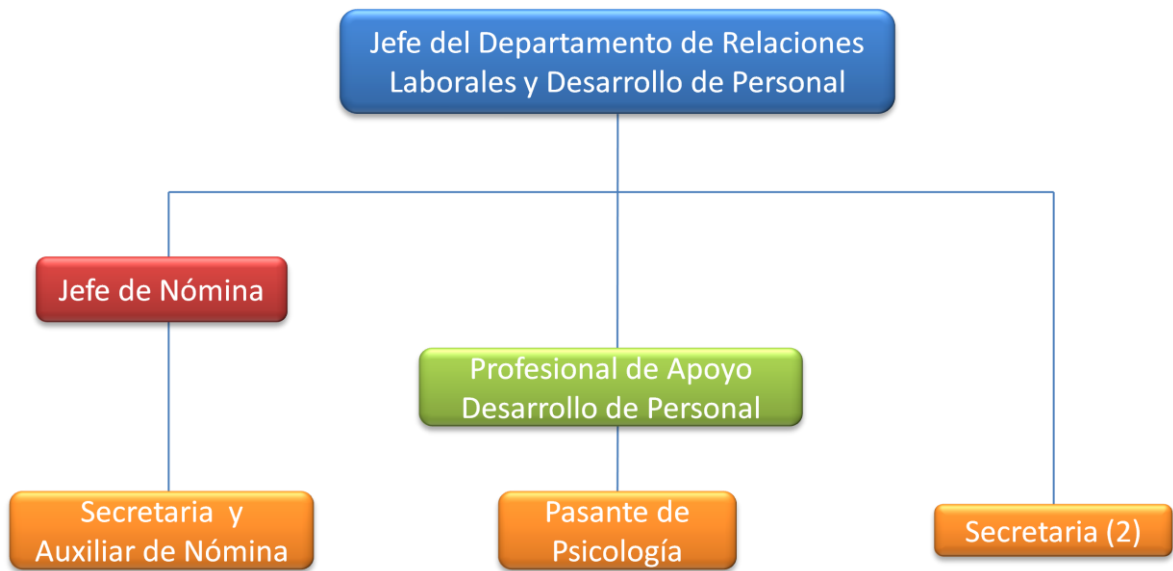 Jefe del Departamento de Relaciones
Laborales y Desarrollo de Personal
Jefe de Nómina
Profesional de Apoyo
Desarrollo de Personal
Secretaria y
Auxiliar de Nómina
Pasante de
Psicología
Secretaria (2)